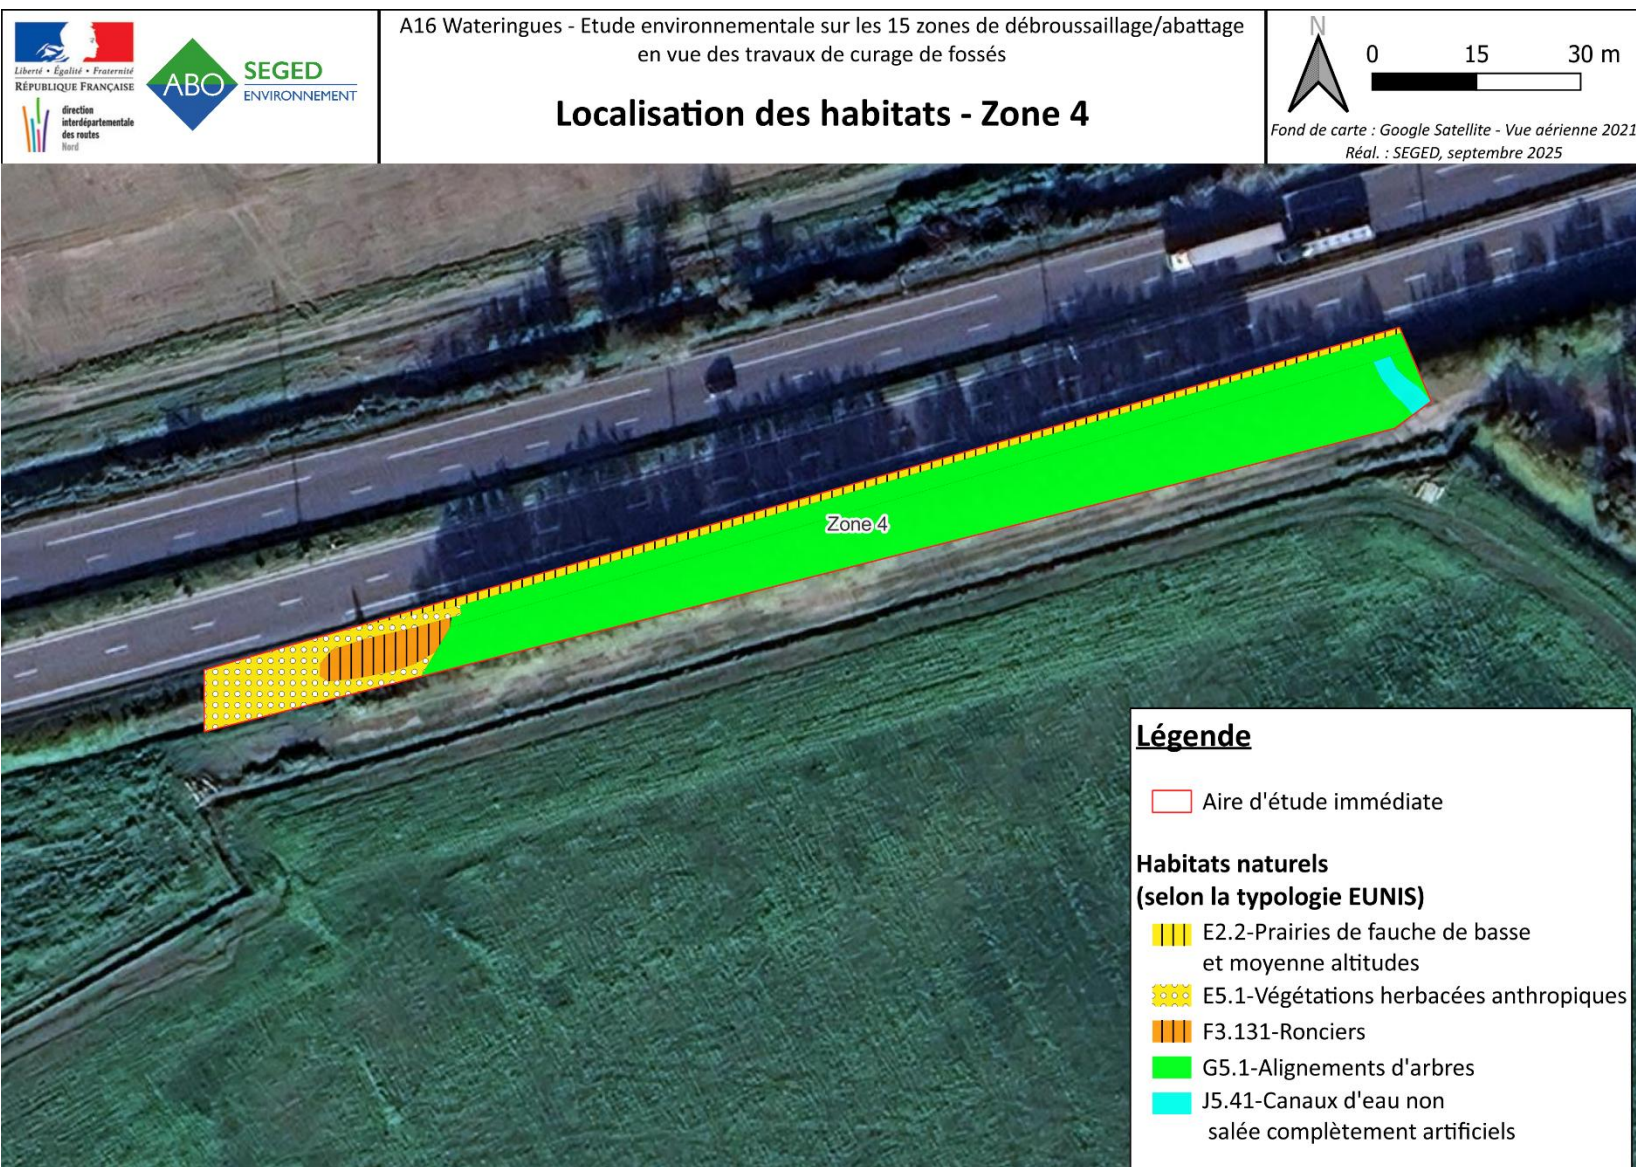 Liberté • Égalité • Fraternité
RÉPUBLIQUE FRANÇAISE
direction
interdépartementale
des routes
Nord
ABO
SEGED
ENVIRONNEMENT
A16 Wateringues - Etude environnementale sur les 15 zones de débroussaillage/abattage
en vue des travaux de curage de fossés
Localisation des habitats - Zone 4
N
0 15 30 m
Fond de carte : Google Satellite - Vue aérienne 2021
Réal. : SEGED, septembre 2025
Zone 4
Légende
Aire d'étude immédiate
Habitats naturels
(selon la typologie EUNIS)
E2.2-Prairies de fauche de basse
et moyenne altitudes
E5.1-Végétations herbacées anthropiques
F3.131-Ronciers
G5.1-Alignements d'arbres
J5.41-Canaux d'eau non
salée complètement artificiels